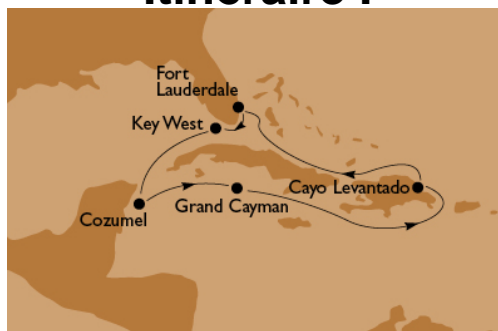 Fort
Lauderdale
Key West
Cayo Levantado
Grand Cayman
Cozumel